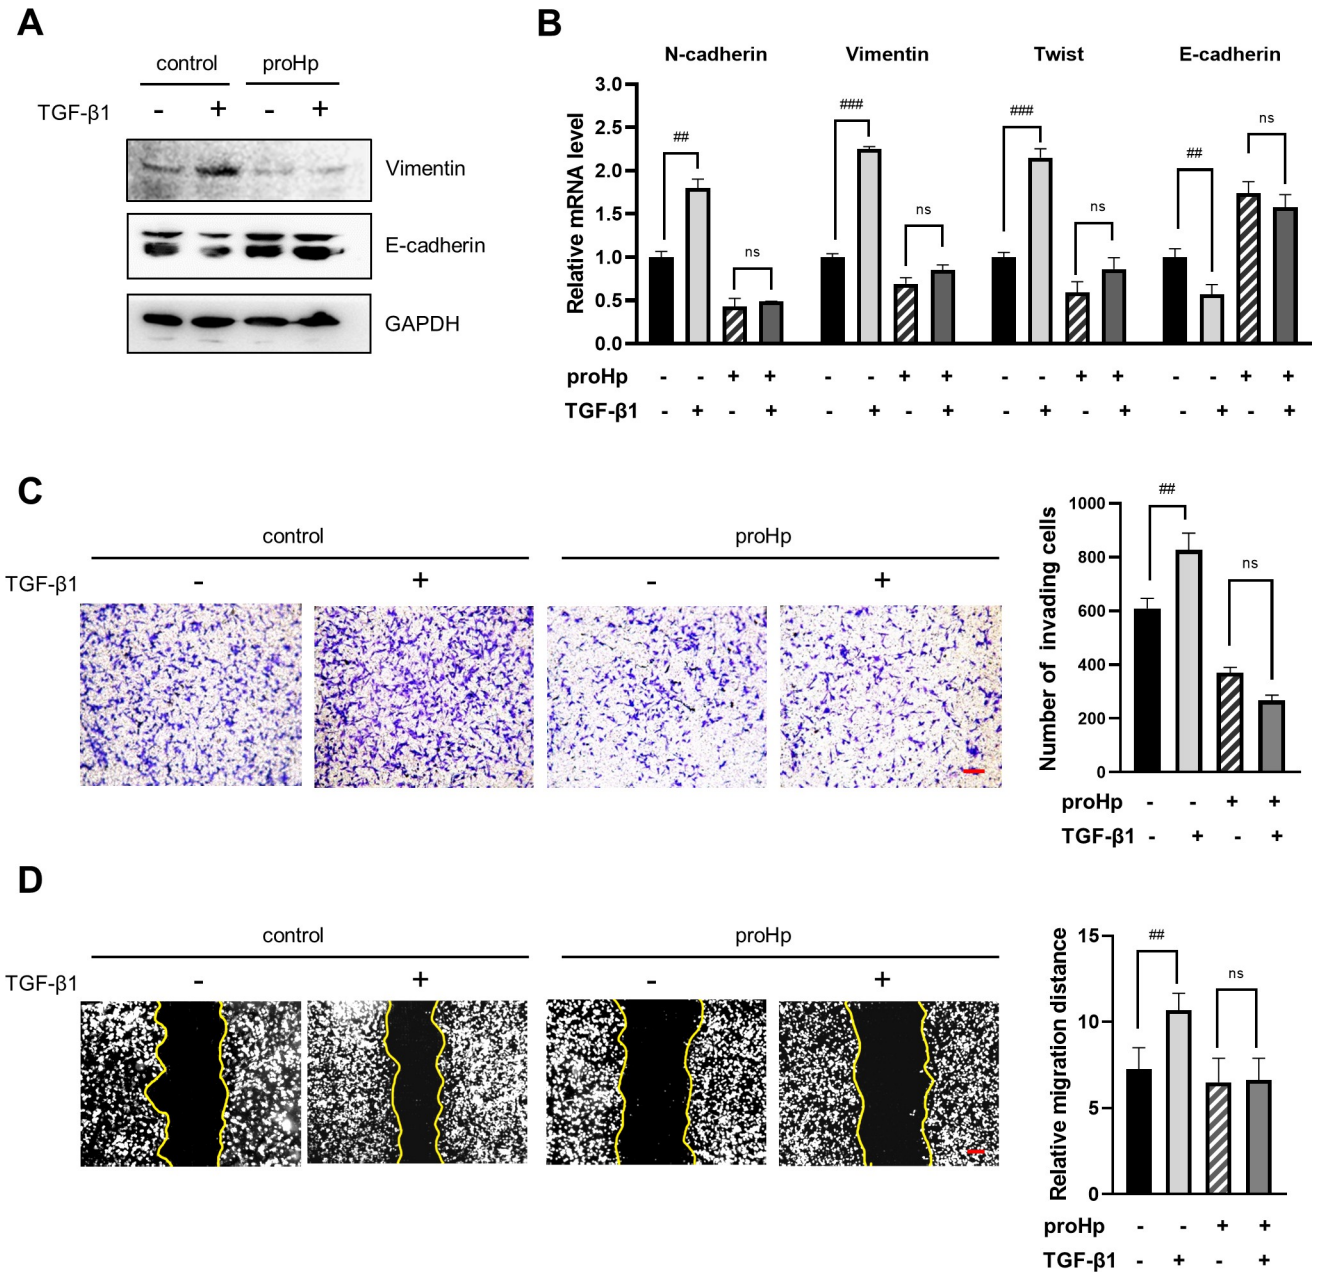 A
control proHp
TGF-β1 - + - +
Vimentin
E-cadherin
GAPDH
B
N-cadherin Vimentin Twist E-cadherin
Relative mRNA level
3.0
2.5
2.0
1.5
1.0
0.5
0.0
## ns ### ns ### ns ## ns
proHp - - + + - - + + - - + + - - + +
TGF-β1 - + - + - + - + - + - + - + - +
C
control proHp
TGF-β1 - + - +
Number of invading cells
1000
800
600
400
200
0
## ns
proHp - - + +
TGF-β1 - + - +
D
control proHp
TGF-β1 - + - +
Relative migration distance
15
10
5
0
## ns
proHp - - + +
TGF-β1 - + - +